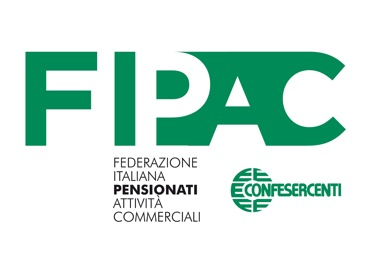 FIPAC
FEDERAZIONE
ITALIANA
PENSIONATI
ATTIVITÀ
COMMERCIALI
CONFESERCENTI